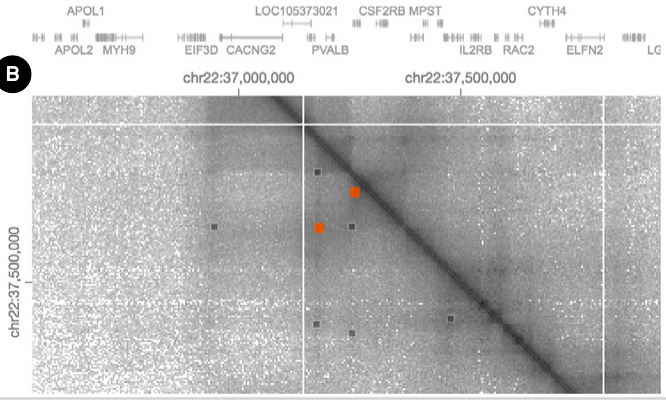 APOL1 LOC105373021 CSF2RB MPST CYTH4
APOL2 MYH9 EIF3D CACNG2 PVALB IL2RB RAC2 ELFN2 LG
B
chr22:37,000,000 chr22:37,500,000
chr22:37,500,000